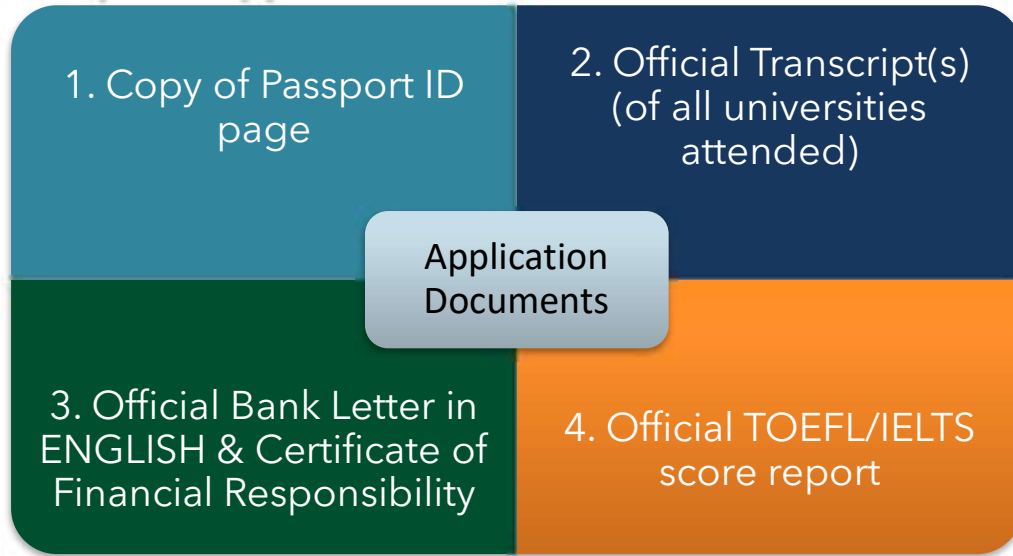 1. Copy of Passport ID
page
2. Official Transcript(s)
(of all universities
attended)
Application
Documents
3. Official Bank Letter in
ENGLISH & Certificate of
Financial Responsibility
4. Official TOEFL/IELTS
score report